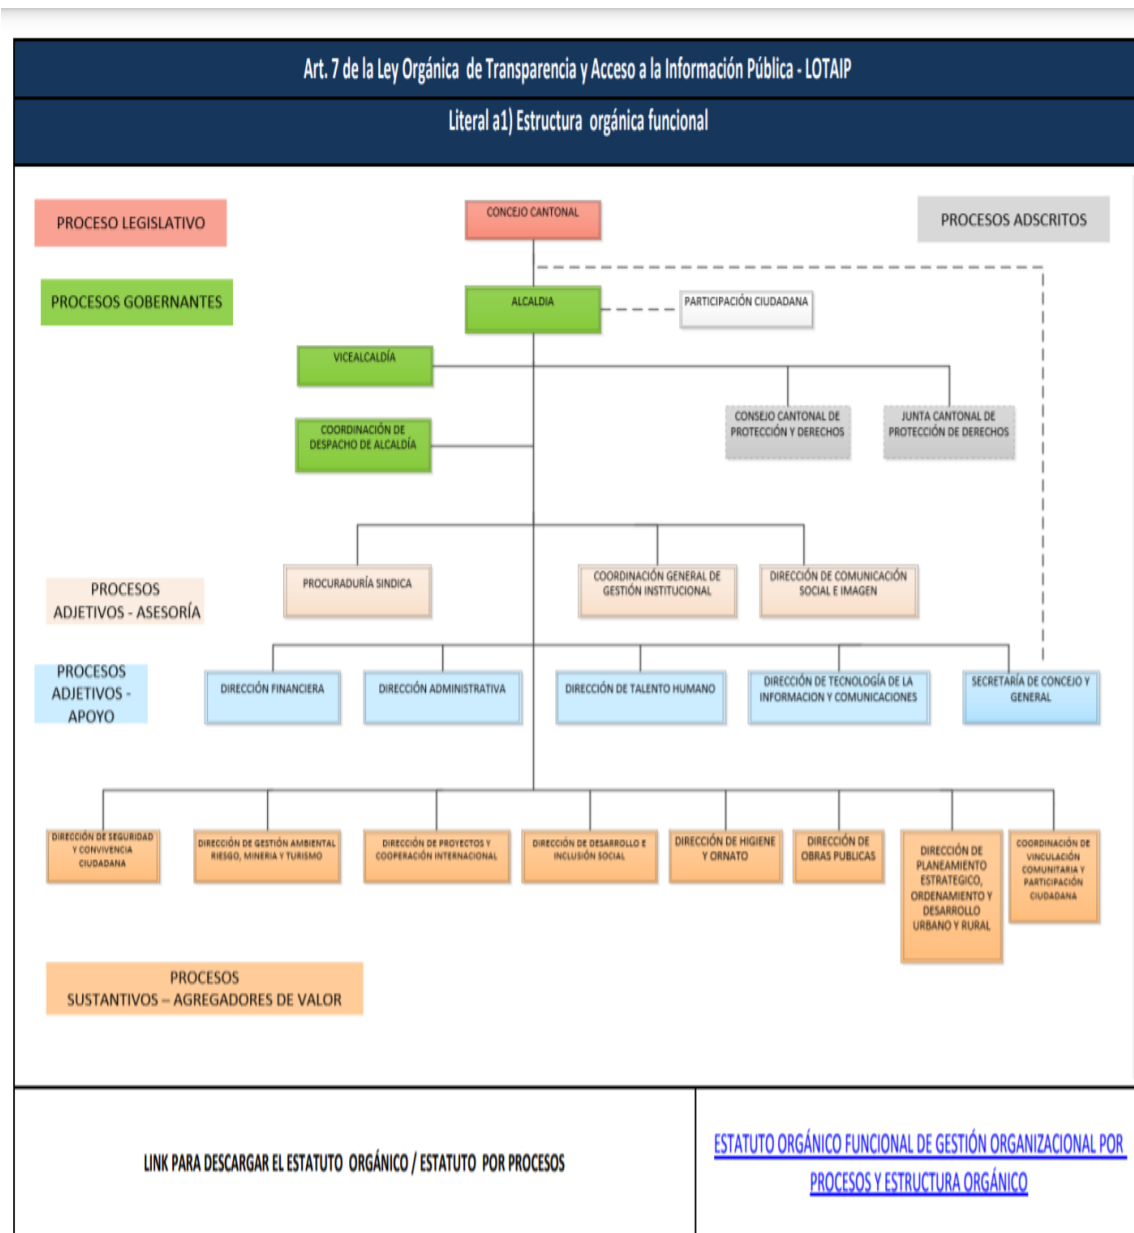 Art. 7 de la Ley Orgánica de Transparencia y Acceso a la Información Pública - LOTAIP
Literal a1) Estructura orgánica funcional
PROCESO LEGISLATIVO
CONCEJO CANTONAL
PROCESOS ADSCRITOS
PROCESOS GOBERNANTES
ALCALDIA
PARTICIPACIÓN CIUDADANA
VICEALCALDÍA
CONSEJO CANTONAL DE
PROTECCIÓN Y DERECHOS
JUNTA CANTONAL DE
PROTECCIÓN DE DERECHOS
COORDINACIÓN DE
DESPACHO DE ALCALDÍA
PROCESOS
ADJETIVOS - ASESORÍA
PROCURADURÍA SINDICA
COORDINACIÓN GENERAL DE
GESTIÓN INSTITUCIONAL
DIRECCIÓN DE COMUNICACIÓN
SOCIAL E IMAGEN
PROCESOS
ADJETIVOS -
APOYO
DIRECCIÓN FINANCIERA
DIRECCIÓN ADMINISTRATIVA
DIRECCIÓN DE TALENTO HUMANO
DIRECCIÓN DE TECNOLOGÍA DE LA
INFORMACION Y COMUNICACIONES
SECRETARÍA DE CONCEJO Y
GENERAL
DIRECCIÓN DE SEGURIDAD
Y CONVIVENCIA
CIUDADANA
DIRECCIÓN DE GESTIÓN AMBIENTAL
RIESGO, MINERIA Y TURISMO
DIRECCIÓN DE PROYECTOS Y
COOPERACIÓN INTERNACIONAL
DIRECCIÓN DE DESARROLLO E
INCLUSIÓN SOCIAL
DIRECCIÓN DE HIGIENE
Y ORNATO
DIRECCIÓN DE
OBRAS PUBLICAS
DIRECCIÓN DE
PLANEAMIENTO
ESTRATEGICO,
ORDENAMIENTO Y
DESARROLLO
URBANO Y RURAL
COORDINACIÓN DE
VINCULACIÓN
COMUNITARIA Y
PARTICIPACIÓN
CIUDADANA
PROCESOS
SUSTANTIVOS – AGREGADORES DE VALOR
LINK PARA DESCARGAR EL ESTATUTO ORGÁNICO / ESTATUTO POR PROCESOS
ESTATUTO ORGÁNICO FUNCIONAL DE GESTIÓN ORGANIZACIONAL POR
PROCESOS Y ESTRUCTURA ORGÁNICO